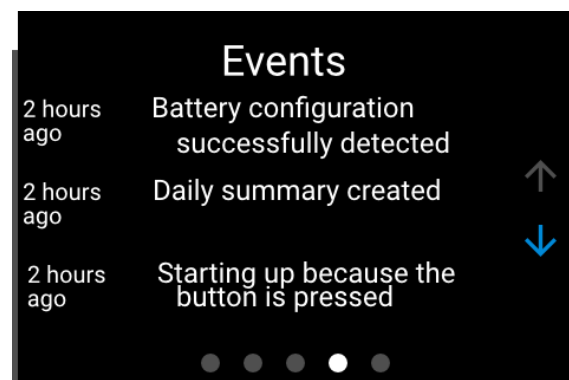 Events
2 hours ago
Battery configuration
successfully detected
2 hours ago
Daily summary created
2 hours ago
Starting up because the
button is pressed